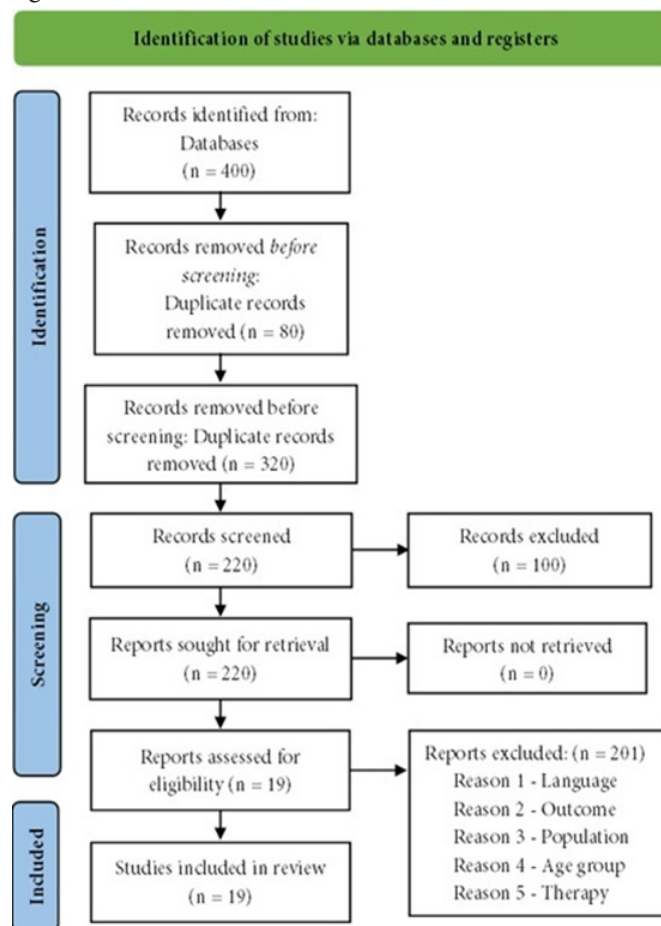 Identification of studies via databases and registers
Identification
Records identified from:
Databases
(n = 400)
Records removed before
screening:
Duplicate records
removed (n = 80)
Records removed before
screening: Duplicate records
removed (n = 320)
Screening
Records screened
(n = 220)
Records excluded
(n = 100)
Reports sought for retrieval
(n = 220)
Reports not retrieved
(n = 0)
Reports assessed for
eligibility (n = 19)
Reports excluded: (n = 201)
Reason 1 - Language
Reason 2 - Outcome
Reason 3 - Population
Reason 4 - Age group
Reason 5 - Therapy
Included
Studies included in review
(n = 19)